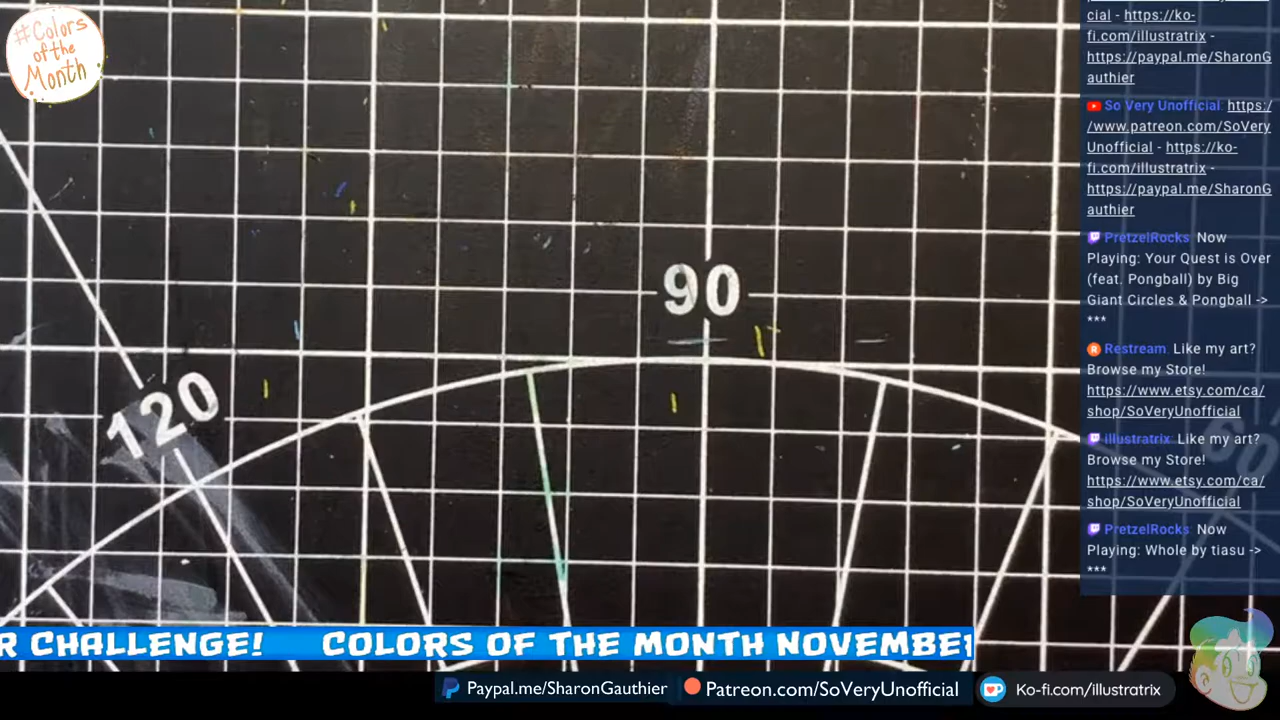 #Colors
of the
Month
90
120
60
cial - https://ko-
fi.com/illustratrix -
https://paypal.me/SharonG
authier
So Very Unofficial: https:/
/www.patreon.com/SoVery
Unofficial - https://ko-
fi.com/illustratrix -
https://paypal.me/SharonG
authier
PretzelRocks: Now
Playing: Your Quest is Over
(feat. Pongball) by Big
Giant Circles & Pongball ->
***
Restream: Like my art?
Browse my Store!
https://www.etsy.com/ca/
shop/SoVeryUnofficial
illustratrix: Like my art?
Browse my Store!
https://www.etsy.com/ca/
shop/SoVeryUnofficial
PretzelRocks: Now
Playing: Whole by tiasu ->
***
R CHALLENGE! COLORS OF THE MONTH NOVEMBE
Paypal.me/SharonGauthier Patreon.com/SoVeryUnofficial Ko-fi.com/illustratrix